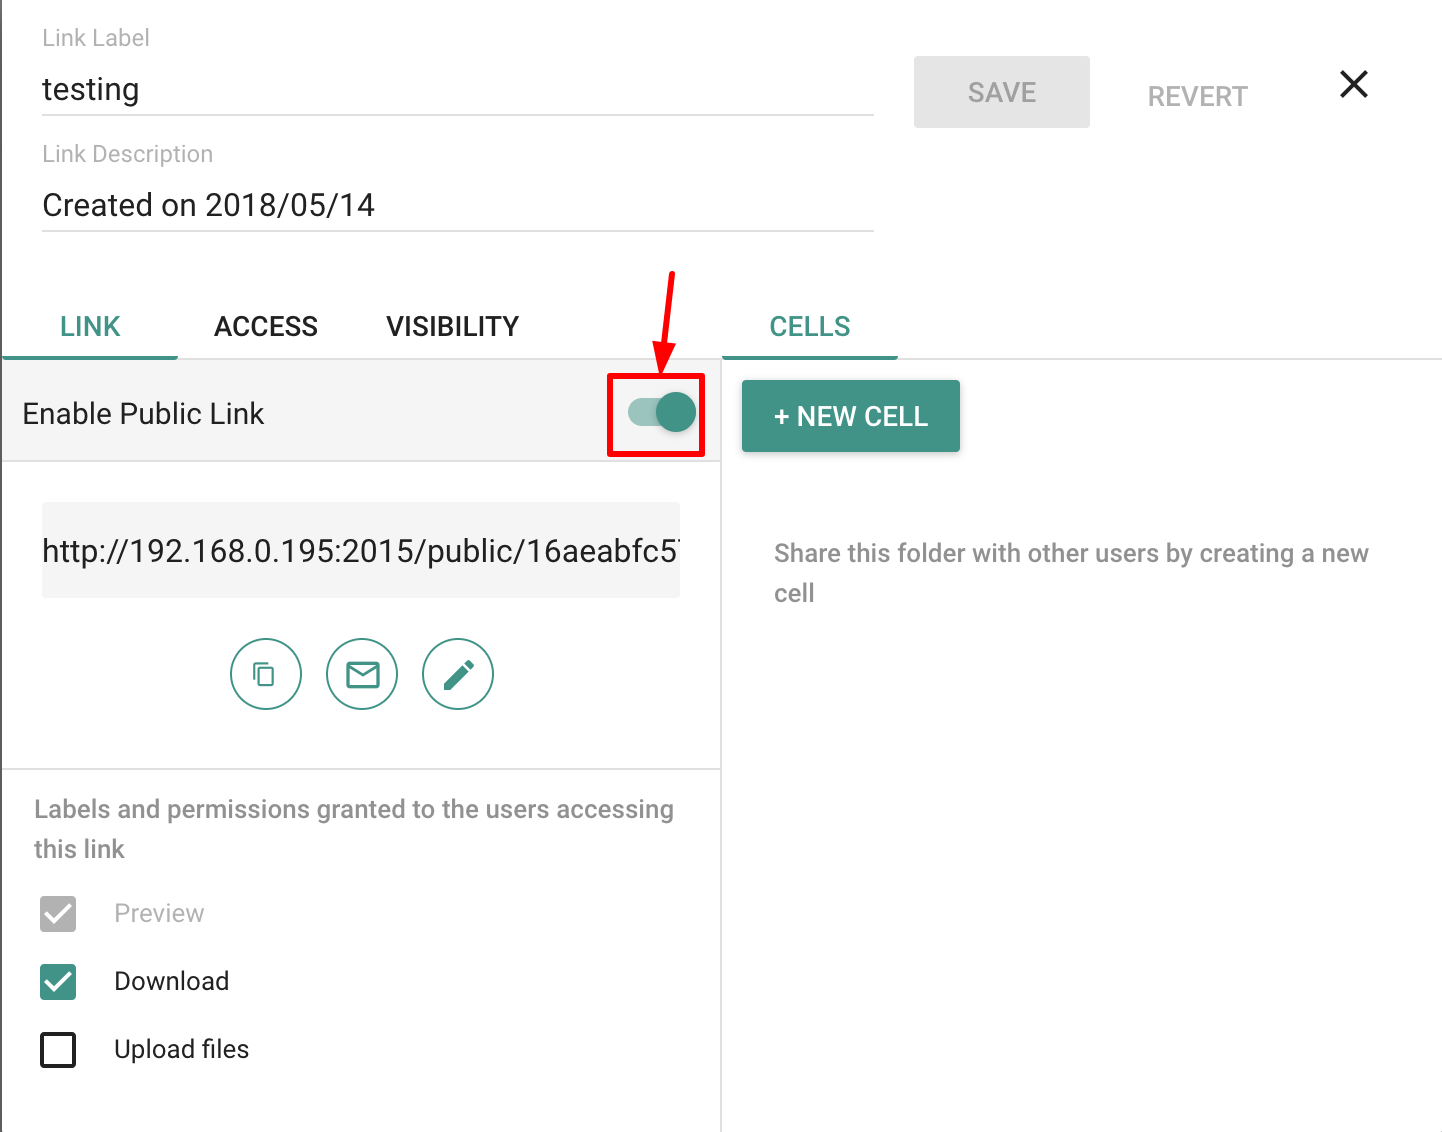 Link Label
testing
SAVE
REVERT
Link Description
Created on 2018/05/14
LINK
ACCESS
VISIBILITY
CELLS
Enable Public Link
+ NEW CELL
http://192.168.0.195:2015/public/16aeabfc5
Share this folder with other users by creating a new
cell
Labels and permissions granted to the users accessing
this link
Preview
Download
Upload files